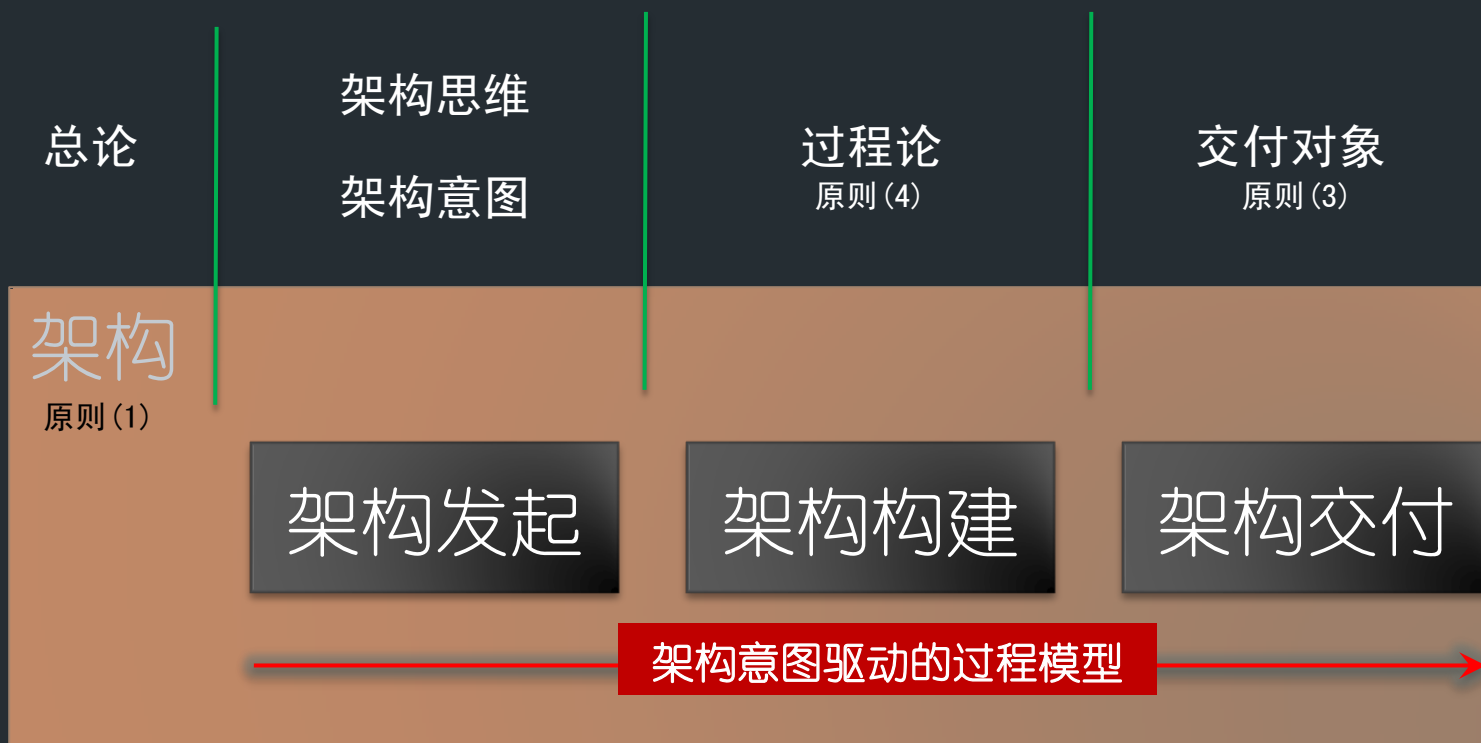 总论
架构思维
架构意图
过程论
原则(4)
交付对象
原则(3)
架构
原则(1)
架构发起
架构构建
架构交付
架构意图驱动的过程模型